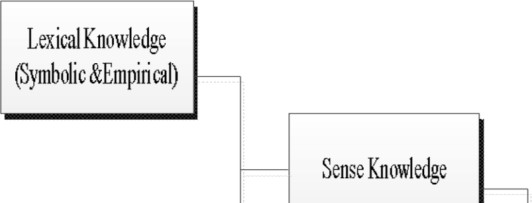 Lexical Knowledge
(Symbolic &Empirical)
Sense Knowledge